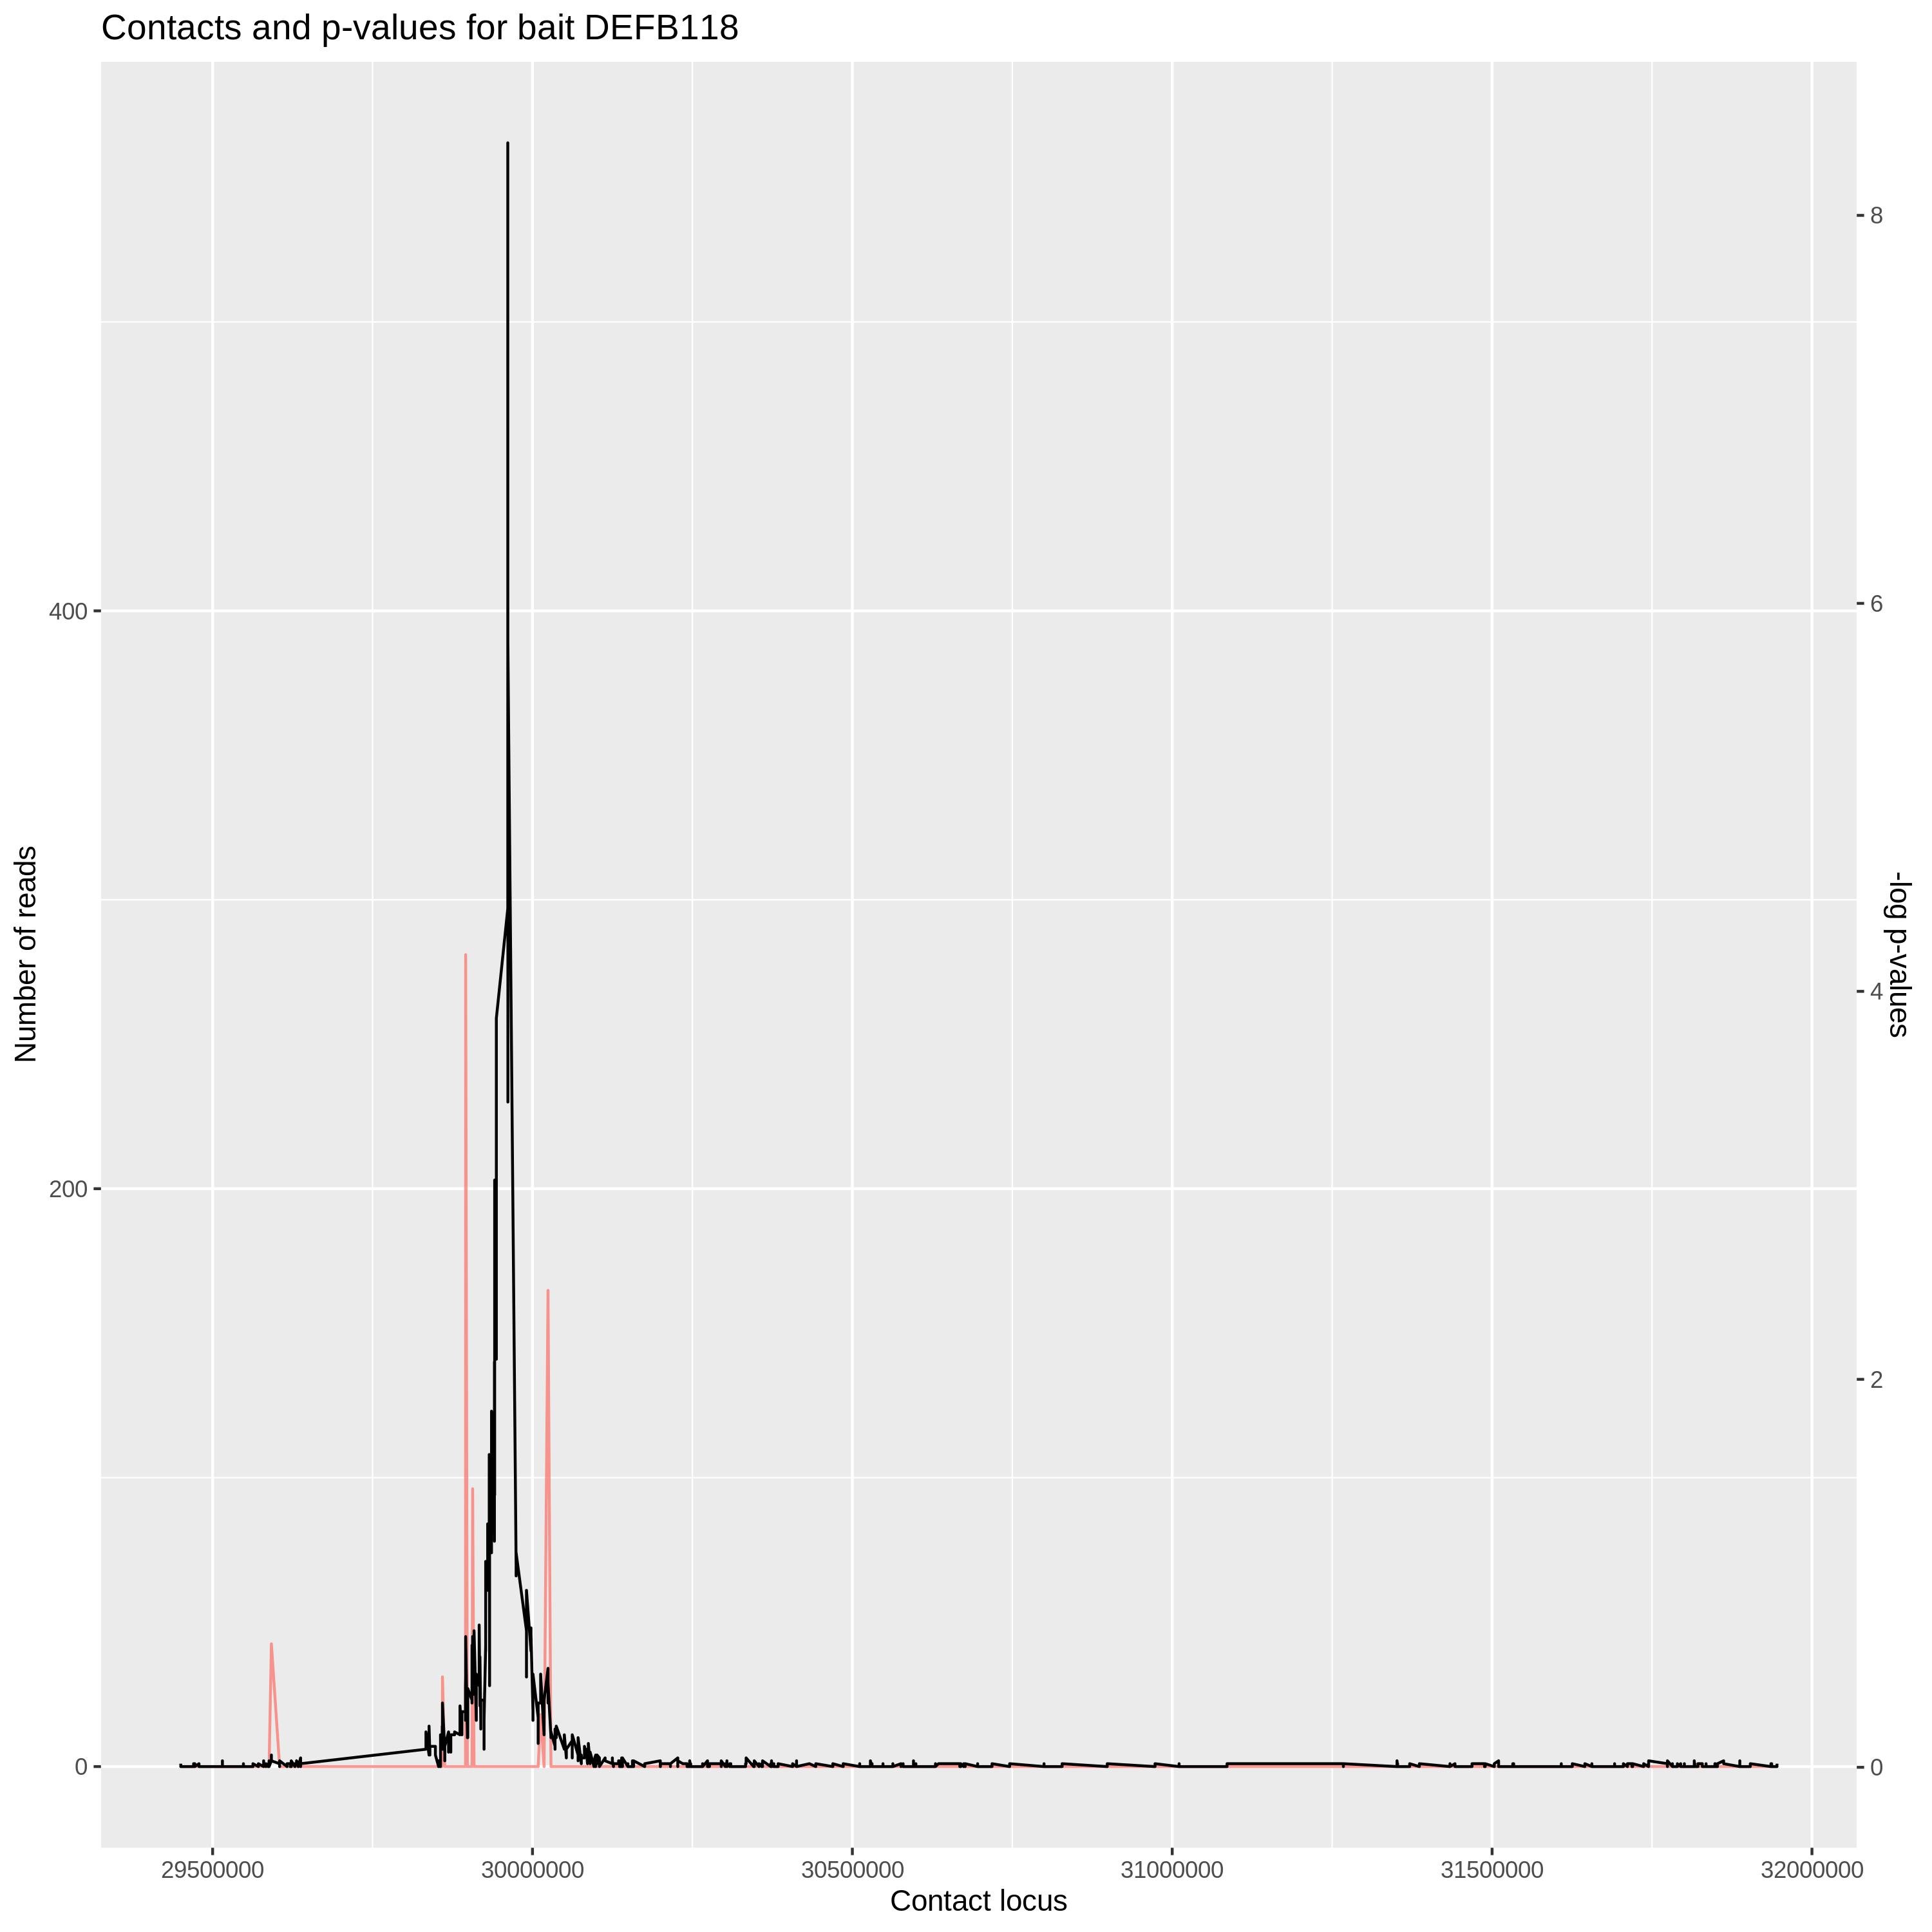 Contacts and p-values for bait DEFB118
8
400
6
Number of reads
-log p-values
4
200
2
0
0
29500000 30000000 30500000 31000000 31500000 32000000
Contact locus